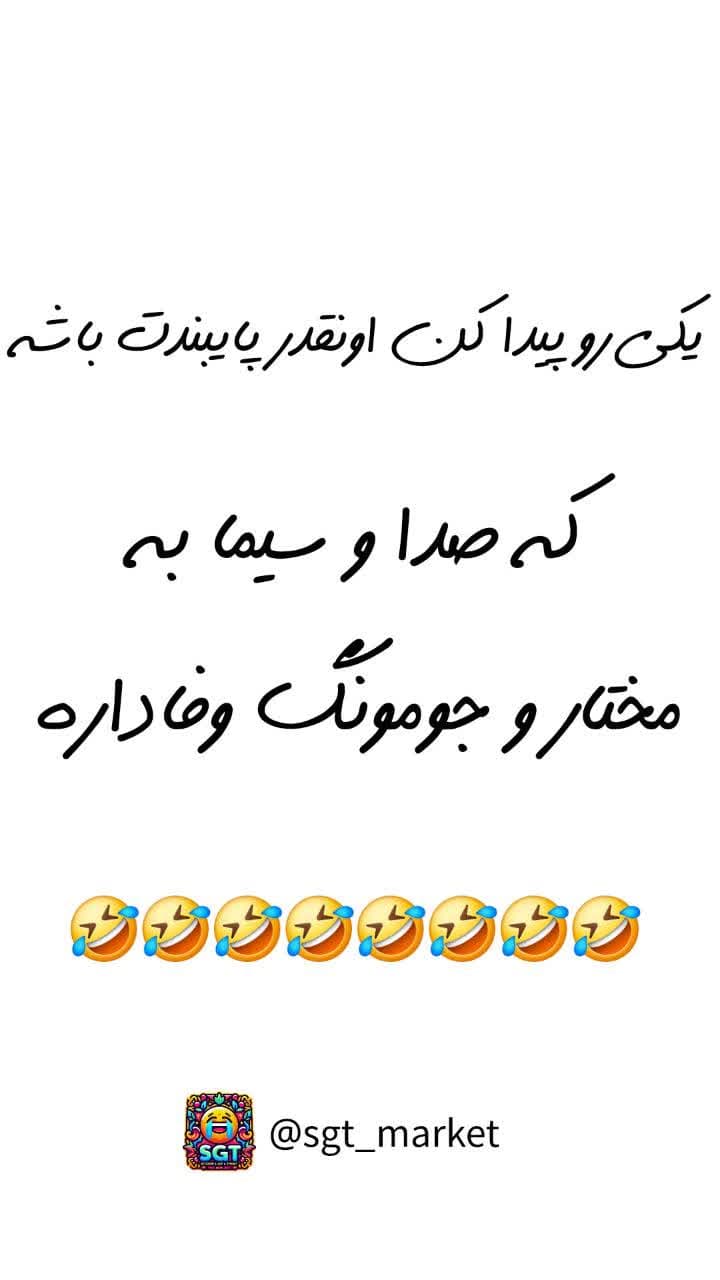 یکی رو پیدا کن اونقدر پایبندت باشه
که صدا و سیما به
مختار و جومونگ وفاداره
🤣🤣🤣🤣🤣🤣🤣🤣
SGT
@sgt_market